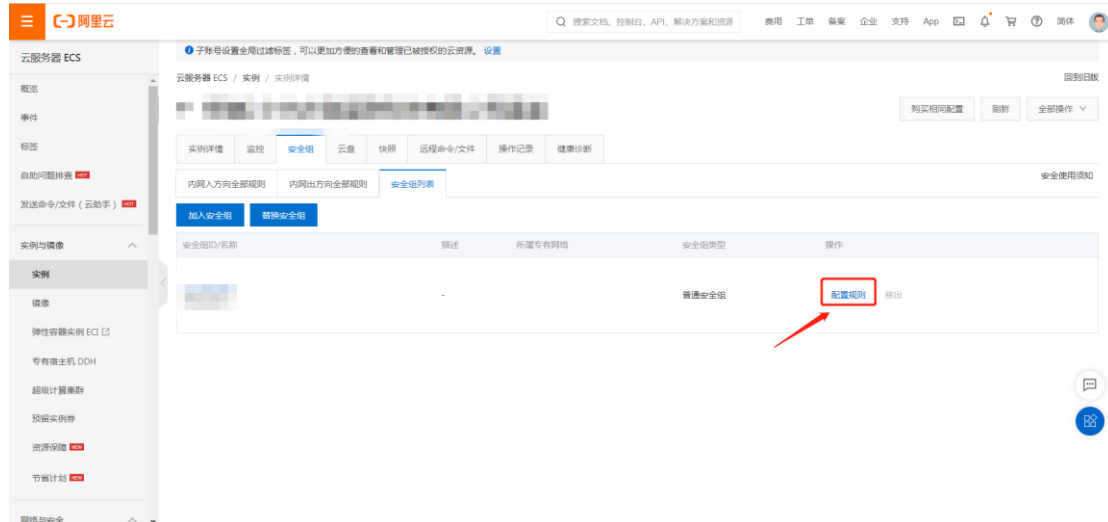 阿里云
搜索文档、控制台、API、解决方案和资源
费用 工单 备案 企业 支持 App 简体
云服务器 ECS
子账号设置全局过滤标签，可以更加方便的查看和管理已被授权的云资源。 设置
云服务器 ECS / 实例 / 实例详情
回到旧版
概览
购买相同配置 刷新 全部操作
事件
标签
实例详情 监控 安全组 云盘 快照 远程命令/文件 操作记录 健康诊断
自助问题排查 HOT
内网入方向全部规则 内网出方向全部规则 安全组列表
安全使用须知
发送命令/文件（云助手） HOT
加入安全组 替换安全组
实例与镜像
安全组ID/名称 描述 所属专有网络 安全组类型 操作
实例
- 普通安全组 配置规则 移出
镜像
弹性容器实例 ECI
专有宿主机 DDH
超级计算集群
预留实例券
资源保障 NEW
节省计划 NEW
网络与安全